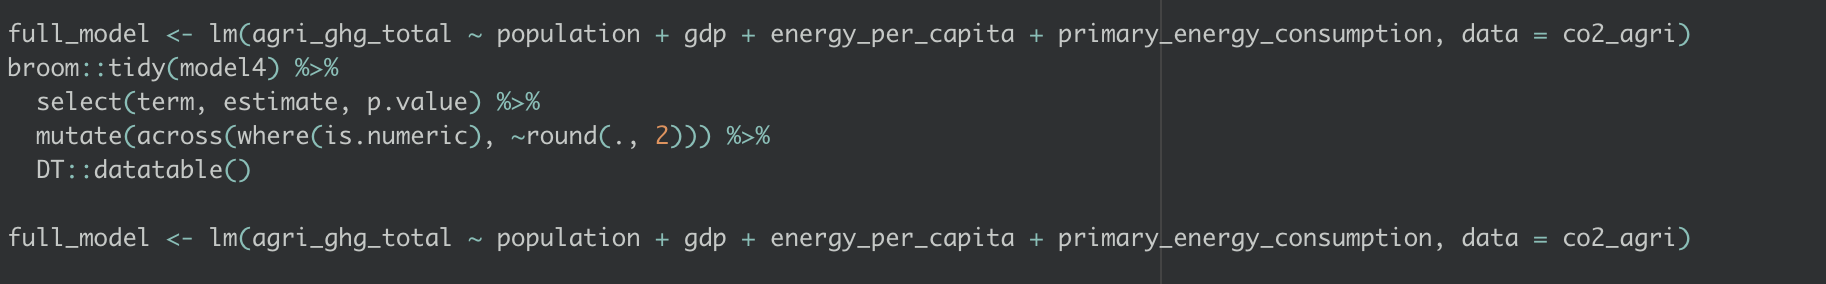 full_model <- lm(agri_ghg_total ~ population + gdp + energy_per_capita + primary_energy_consumption, data = co2_agri)
broom::tidy(model4) %>%
  select(term, estimate, p.value) %>%
  mutate(across(where(is.numeric), ~round(., 2))) %>%
  DT::datatable()

full_model <- lm(agri_ghg_total ~ population + gdp + energy_per_capita + primary_energy_consumption, data = co2_agri)